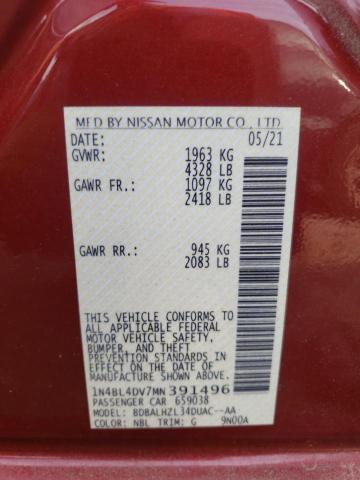 MFD BY NISSAN MOTOR CO., LTD.
DATE: 05/21
GVWR: 1963 KG
4328 LB
GAWR FR: 1097 KG
2418 LB
GAWR RR: 945 KG
2083 LB
THIS VEHICLE CONFORMS TO
ALL APPLICABLE FEDERAL
MOTOR VEHICLE SAFETY,
BUMPER, AND THEFT
PREVENTION STANDARDS
IN EFFECT ON THE DATE OF
MANUFACTURE SHOWN ABOVE.
1N4BL4DV7MN391496
PASSENGER CAR 659038
MODEL: BDBALHZL34DUAC--AA
COLOR: NBL TRIM: G 9N00A